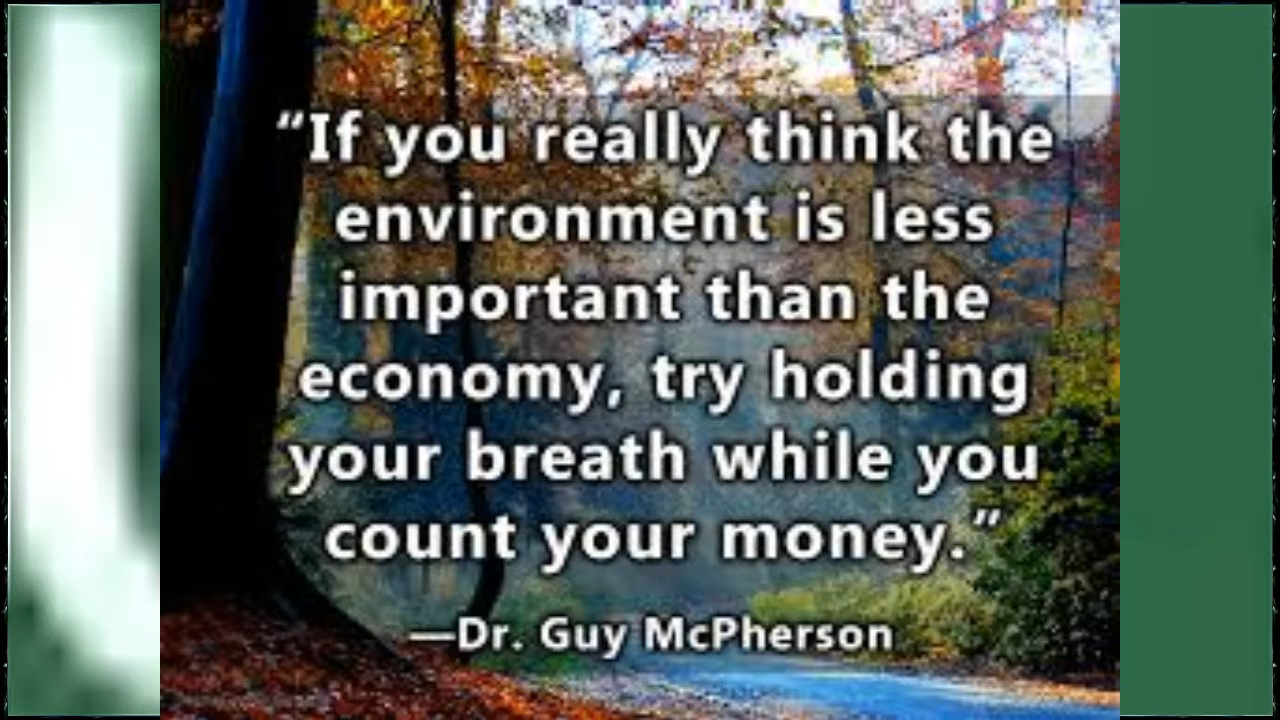 “If you really think the
environment is less
important than the
economy, try holding
your breath while you
count your money.”
—Dr. Guy McPherson